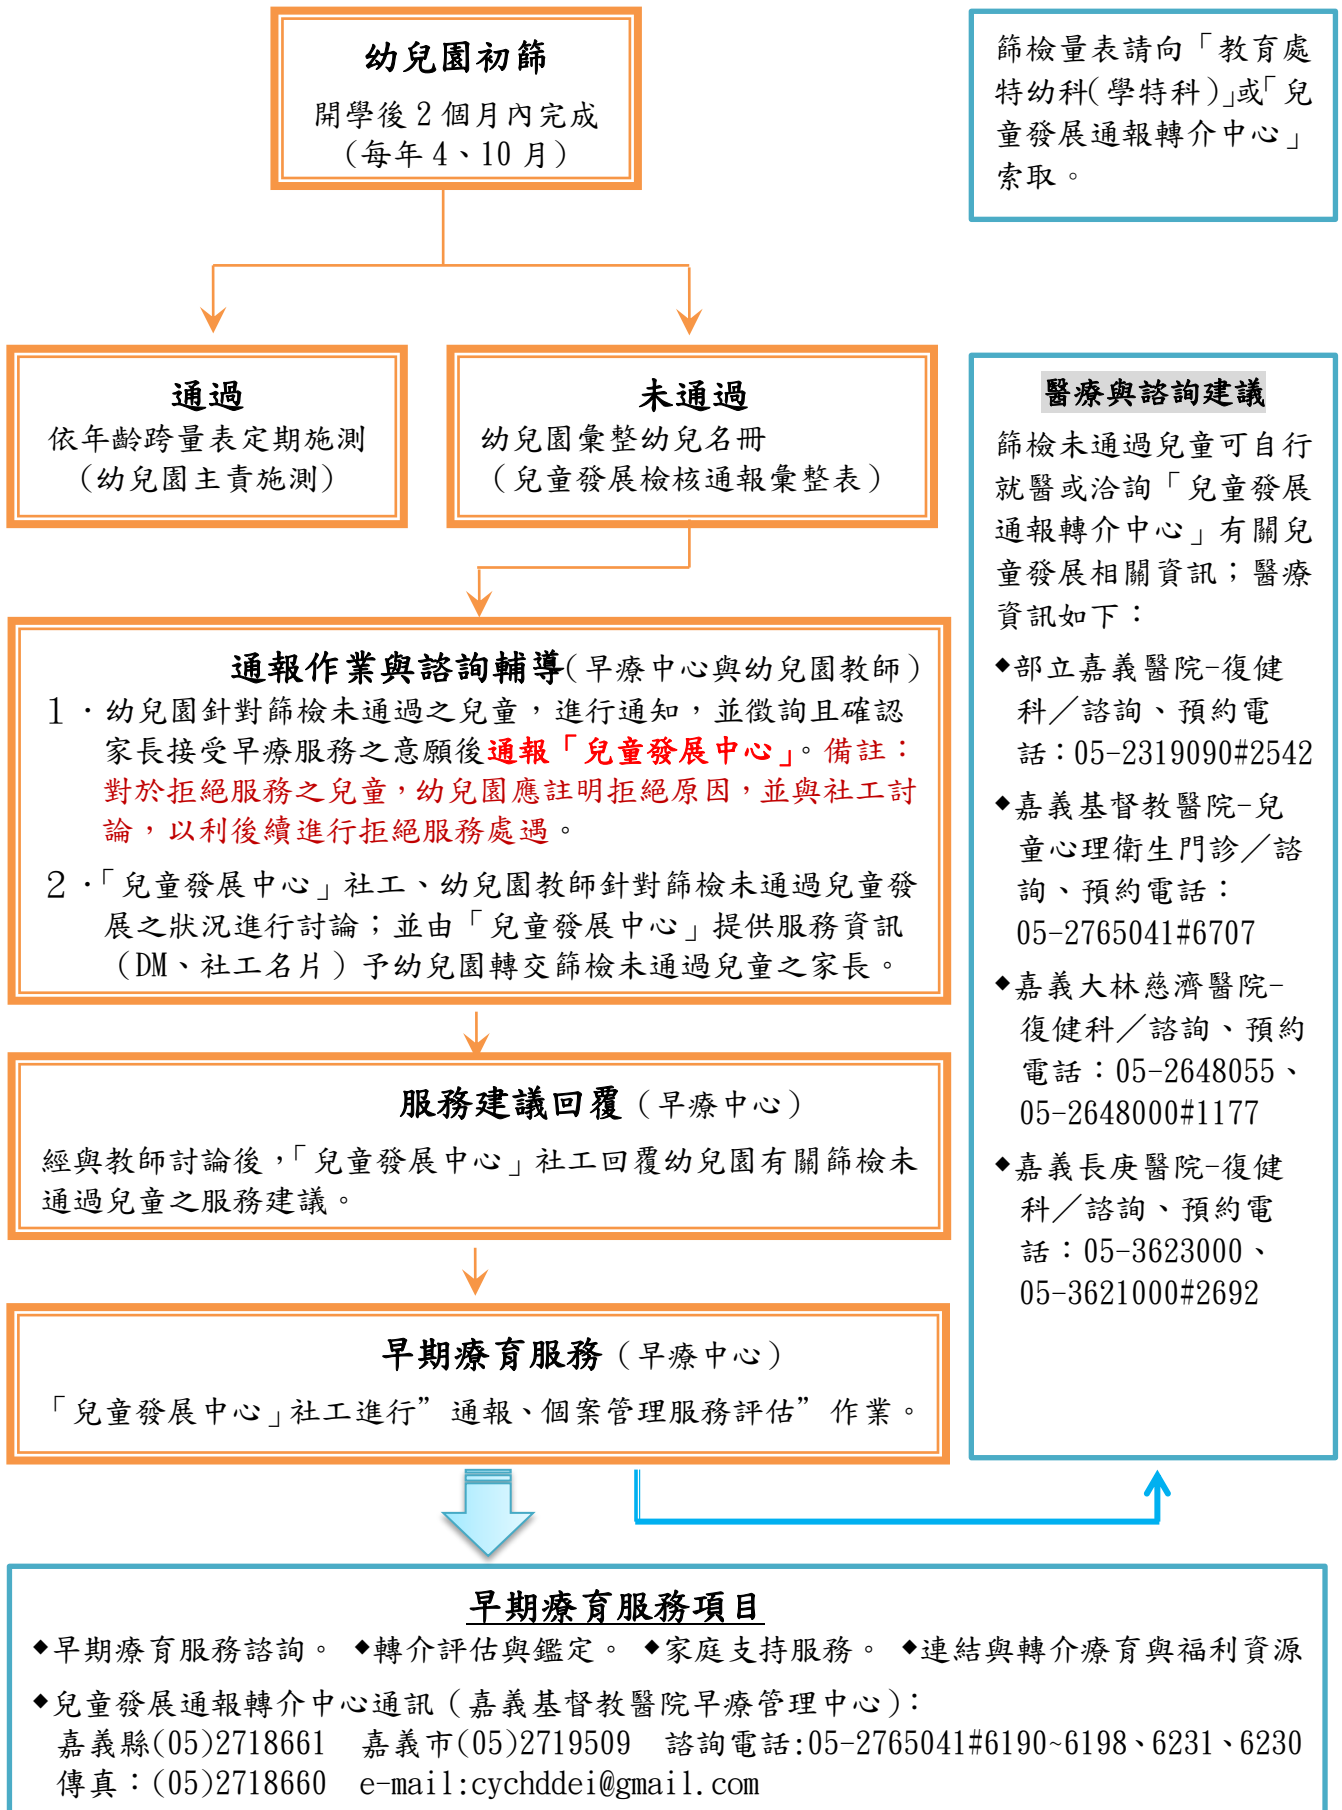 幼兒園初篩
開學後 2 個月內完成
(每年 4、10 月)
篩檢量表請向「教育處
特幼科(學特科)」或「兒
童發展通報轉介中心」
索取。
通過
依年齡跨量表定期施測
(幼兒園主責施測)
未通過
幼兒園彙整幼兒名冊
(兒童發展檢核通報彙整表)
通報作業與諮詢輔導(早療中心與幼兒園教師)
1.幼兒園針對篩檢未通過之兒童,進行通知,並徵詢且確認
家長接受早療服務之意願後通報「兒童發展中心」。備註:
對於拒絕服務之兒童,幼兒園應註明拒絕原因,並與社工討
論,以利後續進行拒絕服務處遇。
2.「兒童發展中心」社工、幼兒園教師針對篩檢未通過兒童發
展之狀況進行討論;並由「兒童發展中心」提供服務資訊
(DM、社工名片)予幼兒園轉交篩檢未通過兒童之家長。
服務建議回覆(早療中心)
經與教師討論後,「兒童發展中心」社工回覆幼兒園有關篩檢未
通過兒童之服務建議。
早期療育服務(早療中心)
「兒童發展中心」社工進行”通報、個案管理服務評估”作業。
醫療與諮詢建議
篩檢未通過兒童可自行
就醫或洽詢「兒童發展
通報轉介中心」有關兒
童發展相關資訊;醫療
資訊如下:
◆部立嘉義醫院-復健
科/諮詢、預約電
話:05-2319090#2542
◆嘉義基督教醫院-兒
童心理衛生門診/諮
詢、預約電話:
05-2765041#6707
◆嘉義大林慈濟醫院-
復健科/諮詢、預約
電話:05-2648055、
05-2648000#1177
◆嘉義長庚醫院-復健
科/諮詢、預約電
話:05-3623000、
05-3621000#2692
早期療育服務項目
◆早期療育服務諮詢。 ◆轉介評估與鑑定。 ◆家庭支持服務。 ◆連結與轉介療育與福利資源
◆兒童發展通報轉介中心通訊(嘉義基督教醫院早療管理中心):
嘉義縣(05)2718661 嘉義市(05)2719509 諮詢電話:05-2765041#6190~6198、6231、6230
傳真:(05)2718660 e-mail:cychddei@gmail.com